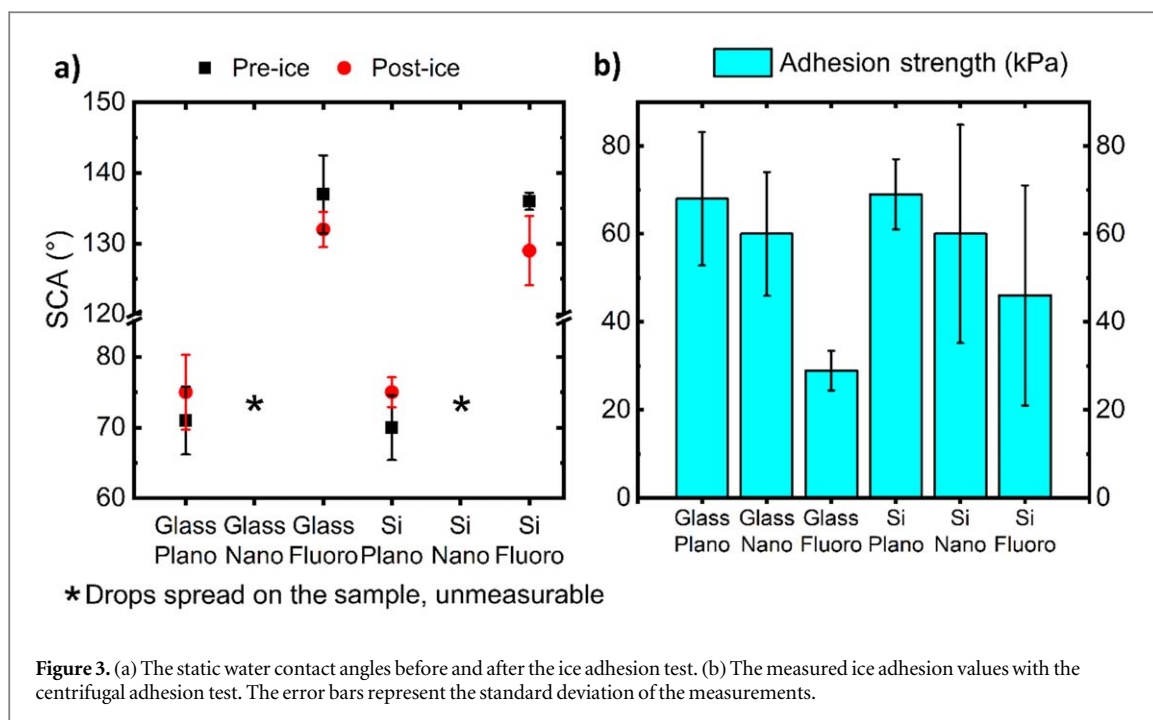 a)
Pre-ice
Post-ice
150
140
130
120
80
70
60
SCA (°)
Glass Plano
Glass Nano
Glass Fluoro
Si Plano
Si Nano
Si Fluoro
* Drops spread on the sample, unmeasurable
b)
Adhesion strength (kPa)
80
60
40
20
0
80
60
40
20
0
Glass Plano
Glass Nano
Glass Fluoro
Si Plano
Si Nano
Si Fluoro
Figure 3. (a) The static water contact angles before and after the ice adhesion test. (b) The measured ice adhesion values with the
centrifugal adhesion test. The error bars represent the standard deviation of the measurements.